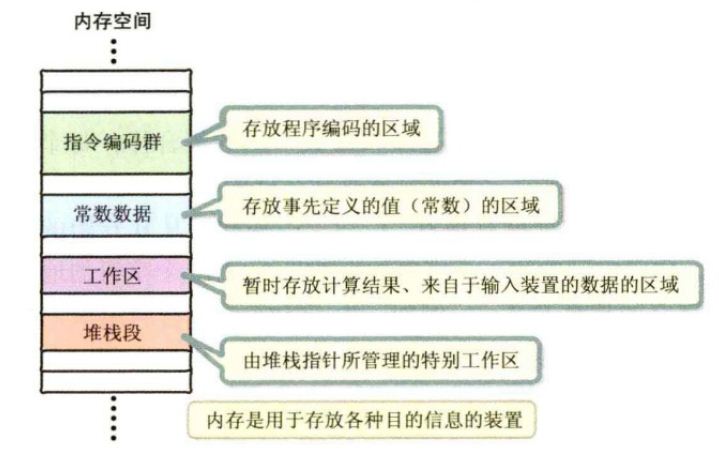 内存空间
指令编码群
存放程序编码的区域
常数数据
存放事先定义的值（常数）的区域
工作区
暂时存放计算结果、来自于输入装置的数据的区域
堆栈段
由堆栈指针所管理的特别工作区
内存是用于存放各种目的信息的装置